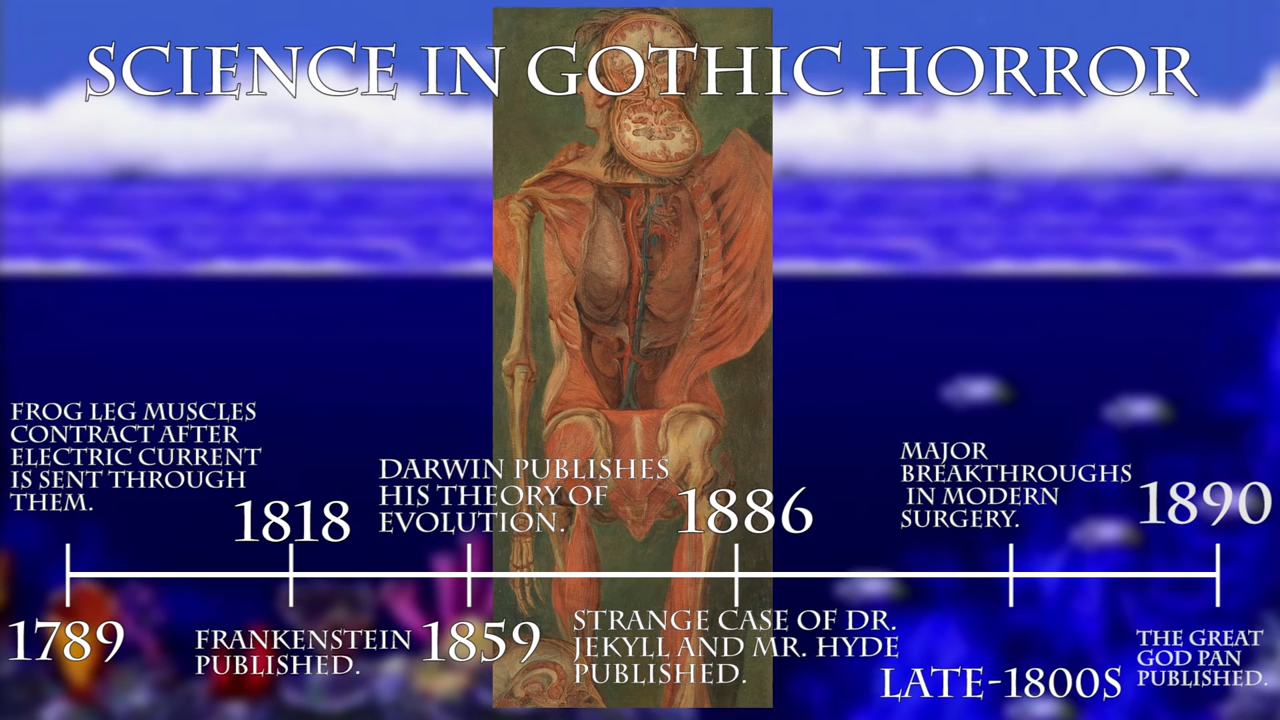 SCIENCE IN GOTHIC HORROR
FROG LEG MUSCLES
CONTRACT AFTER
ELECTRIC CURRENT
IS SENT THROUGH
THEM.
1789
1818
FRANKENSTEIN
PUBLISHED.
DARWIN PUBLISHES
HIS THEORY OF
EVOLUTION.
1859
1886
STRANGE CASE OF DR.
JEKYLL AND MR. HYDE
PUBLISHED.
MAJOR
BREAKTHROUGHS
IN MODERN
SURGERY.
LATE-1800S
1890
THE GREAT
GOD PAN
PUBLISHED.